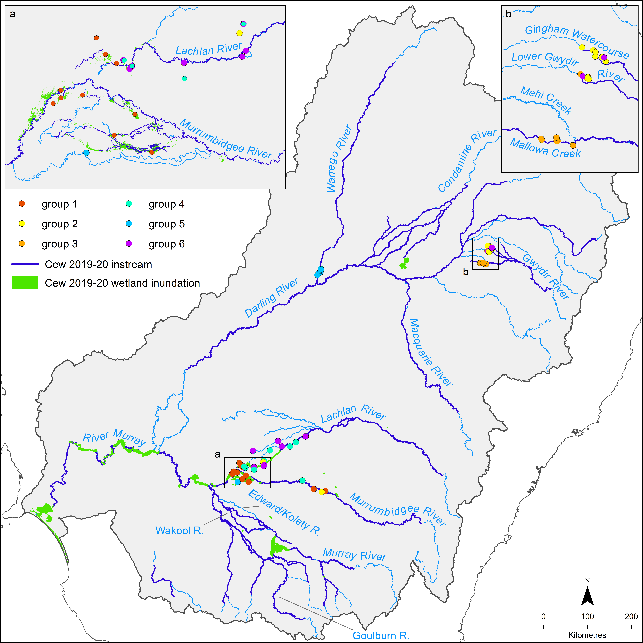 a
Lachlan River
Murrumbidgee River
b
Gingham Watercourse
Lower Gwydir River
Mehi Creek
Mallowa Creek
group 1
group 4
group 2
group 5
group 3
group 6
Cew 2019-20 instream
Cew 2019-20 wetland inundation
Warrego River
Condamine River
Darling River
b
Gwydir River
Macquarie River
Lachlan River
River Murray
a
Murrumbidgee River
Edward/Kolety R.
Wakool R.
Murray River
Goulburn R.
N
0 100 200
Kilometres